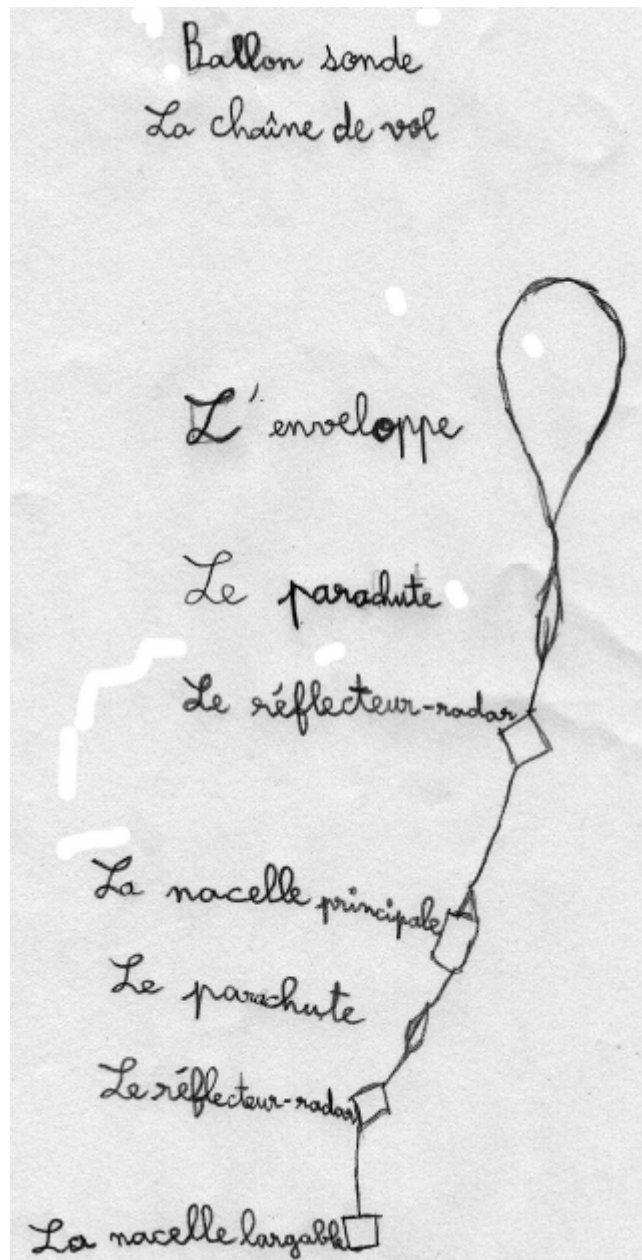 Ballon sonde
La chaîne de vol
L'enveloppe
Le parachute
Le réflecteur-radar
La nacelle principale
Le parachute
Le réflecteur-radar
La nacelle largable